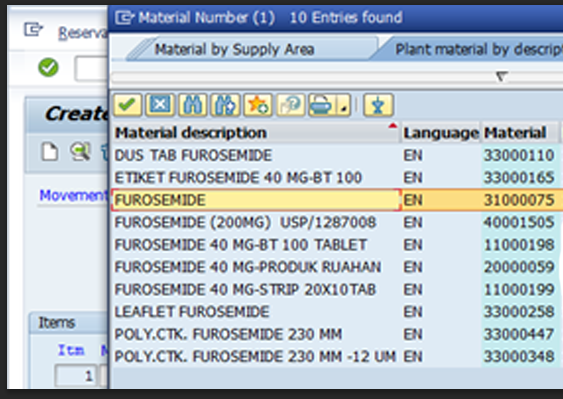 Material Number (1) 10 Entries found
Reserva
Material by Supply Area
Plant material by descript
Create
Movement
Items
Itm
1
Material description Language Material
DUS TAB FUROSEMIDE EN 33000110
ETIKET FUROSEMIDE 40 MG-BT 100 EN 33000165
FUROSEMIDE EN 31000075
FUROSEMIDE (200MG) USP/1287008 EN 40001505
FUROSEMIDE 40 MG-BT 100 TABLET EN 11000198
FUROSEMIDE 40 MG-PRODUK RUAHAN EN 20000059
FUROSEMIDE 40 MG-STRIP 20X10TAB EN 11000199
LEAFLET FUROSEMIDE EN 33000258
POLY.CTK. FUROSEMIDE 230 MM EN 33000447
POLY.CTK. FUROSEMIDE 230 MM -12 UM EN 33000348